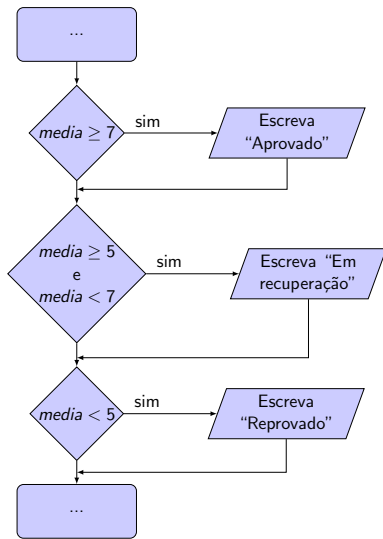 ...
media ≥ 7
sim
Escreva
“Aprovado”
media ≥ 5
e
media < 7
sim
Escreva “Em
recuperação”
media < 5
sim
Escreva
“Reprovado”
...